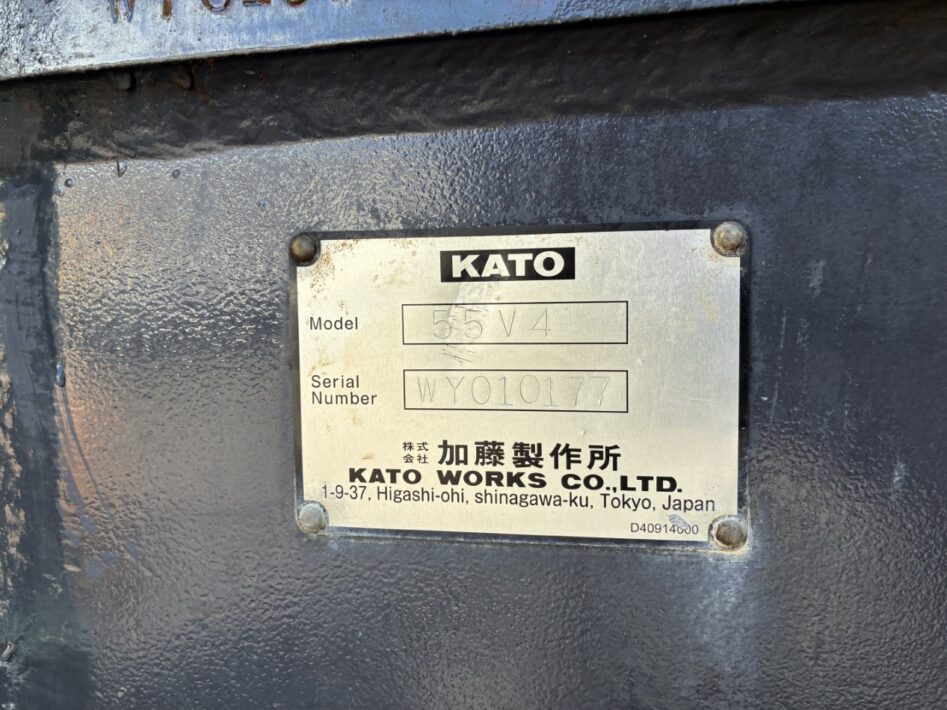 KATO
Model 55V4
Serial Number WY010177
株式会社 加藤製作所
KATO WORKS CO.,LTD.
1-9-37, Higashi-ohi, shinagawa-ku, Tokyo, Japan
D40914600